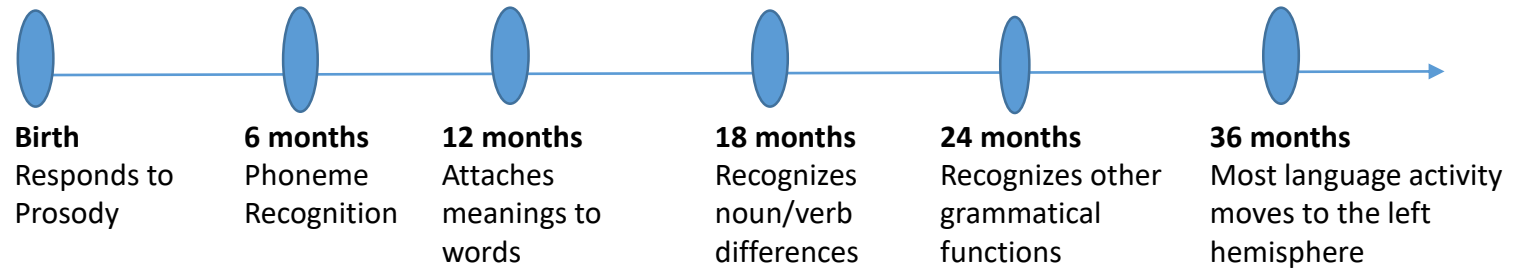 Birth
Responds to
Prosody
6 months
Phoneme
Recognition
12 months
Attaches
meanings to
words
18 months
Recognizes
noun/verb
differences
24 months
Recognizes other
grammatical
functions
36 months
Most language activity
moves to the left
hemisphere